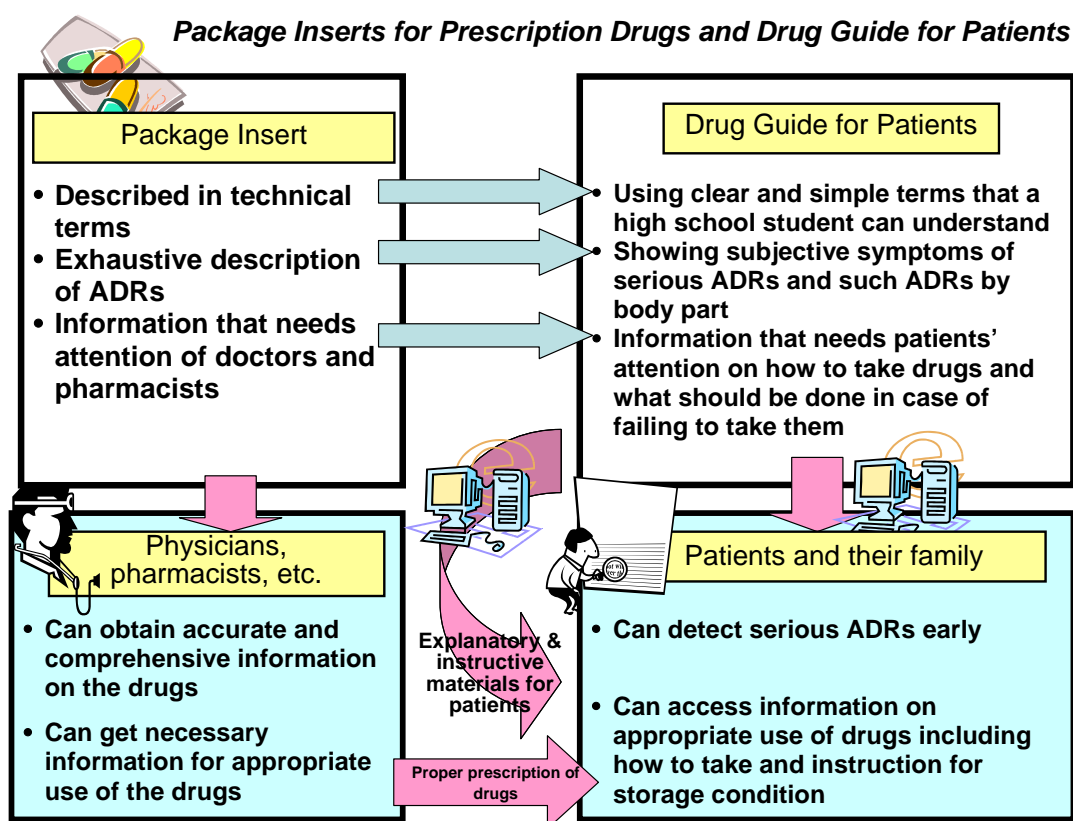 Package Inserts for Prescription Drugs and Drug Guide for Patients
Package Insert
• Described in technical
terms
• Exhaustive description
of ADRs
• Information that needs
attention of doctors and
pharmacists
Drug Guide for Patients
• Using clear and simple terms that a
high school student can understand
• Showing subjective symptoms of
serious ADRs and such ADRs by
body part
• Information that needs patients’
attention on how to take drugs and
what should be done in case of
failing to take them
Physicians,
pharmacists, etc.
• Can obtain accurate and
comprehensive information
on the drugs
• Can get necessary
information for appropriate
use of the drugs
Explanatory &
instructive
materials for
patients
Proper prescription of
drugs
Patients and their family
• Can detect serious ADRs early
• Can access information on
appropriate use of drugs including
how to take and instruction for
storage condition